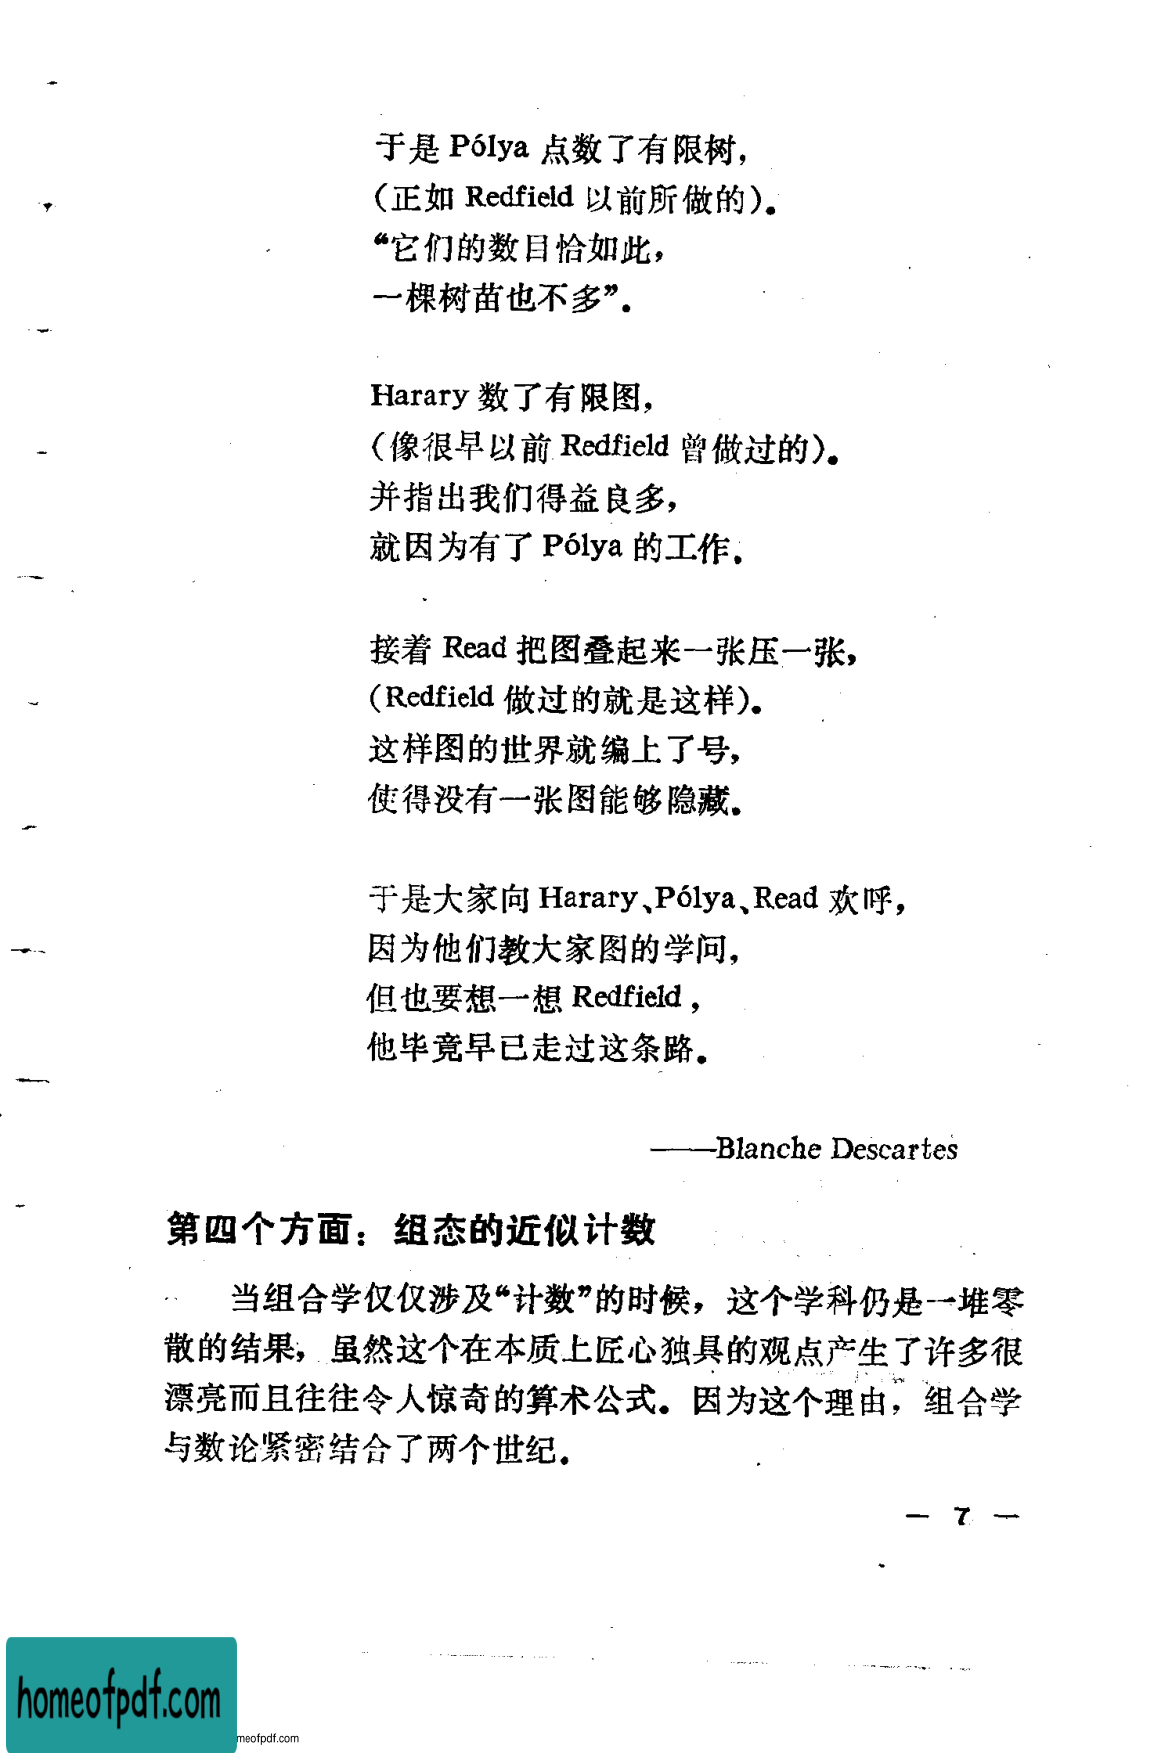 于是 Pólya 点数了有限树，
（正如 Redfield 以前所做的）。
“它们的数目恰如此，
一棵树苗也不多”．
Harary 数了有限图，
（像很早以前 Redfield 曾做过的）。
并指出我们得益良多，
就因为有了 Pólya 的工作．
接着 Read 把图叠起来一张压一张，
（Redfield 做过的就是这样）。
这样图的世界就编上了号，
使得没有一张图能够隐藏．
于是大家向 Harary、Pólya、Read 欢呼，
因为他们教大家图的学问，
但也要想一想 Redfield，
他毕竟早已走过这条路．
——Blanche Descartes
第四个方面：组态的近似计数
当组合学仅仅涉及“计数”的时候，这个学科仍是一堆零
散的结果，虽然这个在本质上匠心独具的观点产生了许多很
漂亮而且往往令人惊奇的算术公式．因为这个理由，组合学
与数论紧密结合了两个世纪．
— 7 —
homeofpdf.com
meofpdf.com